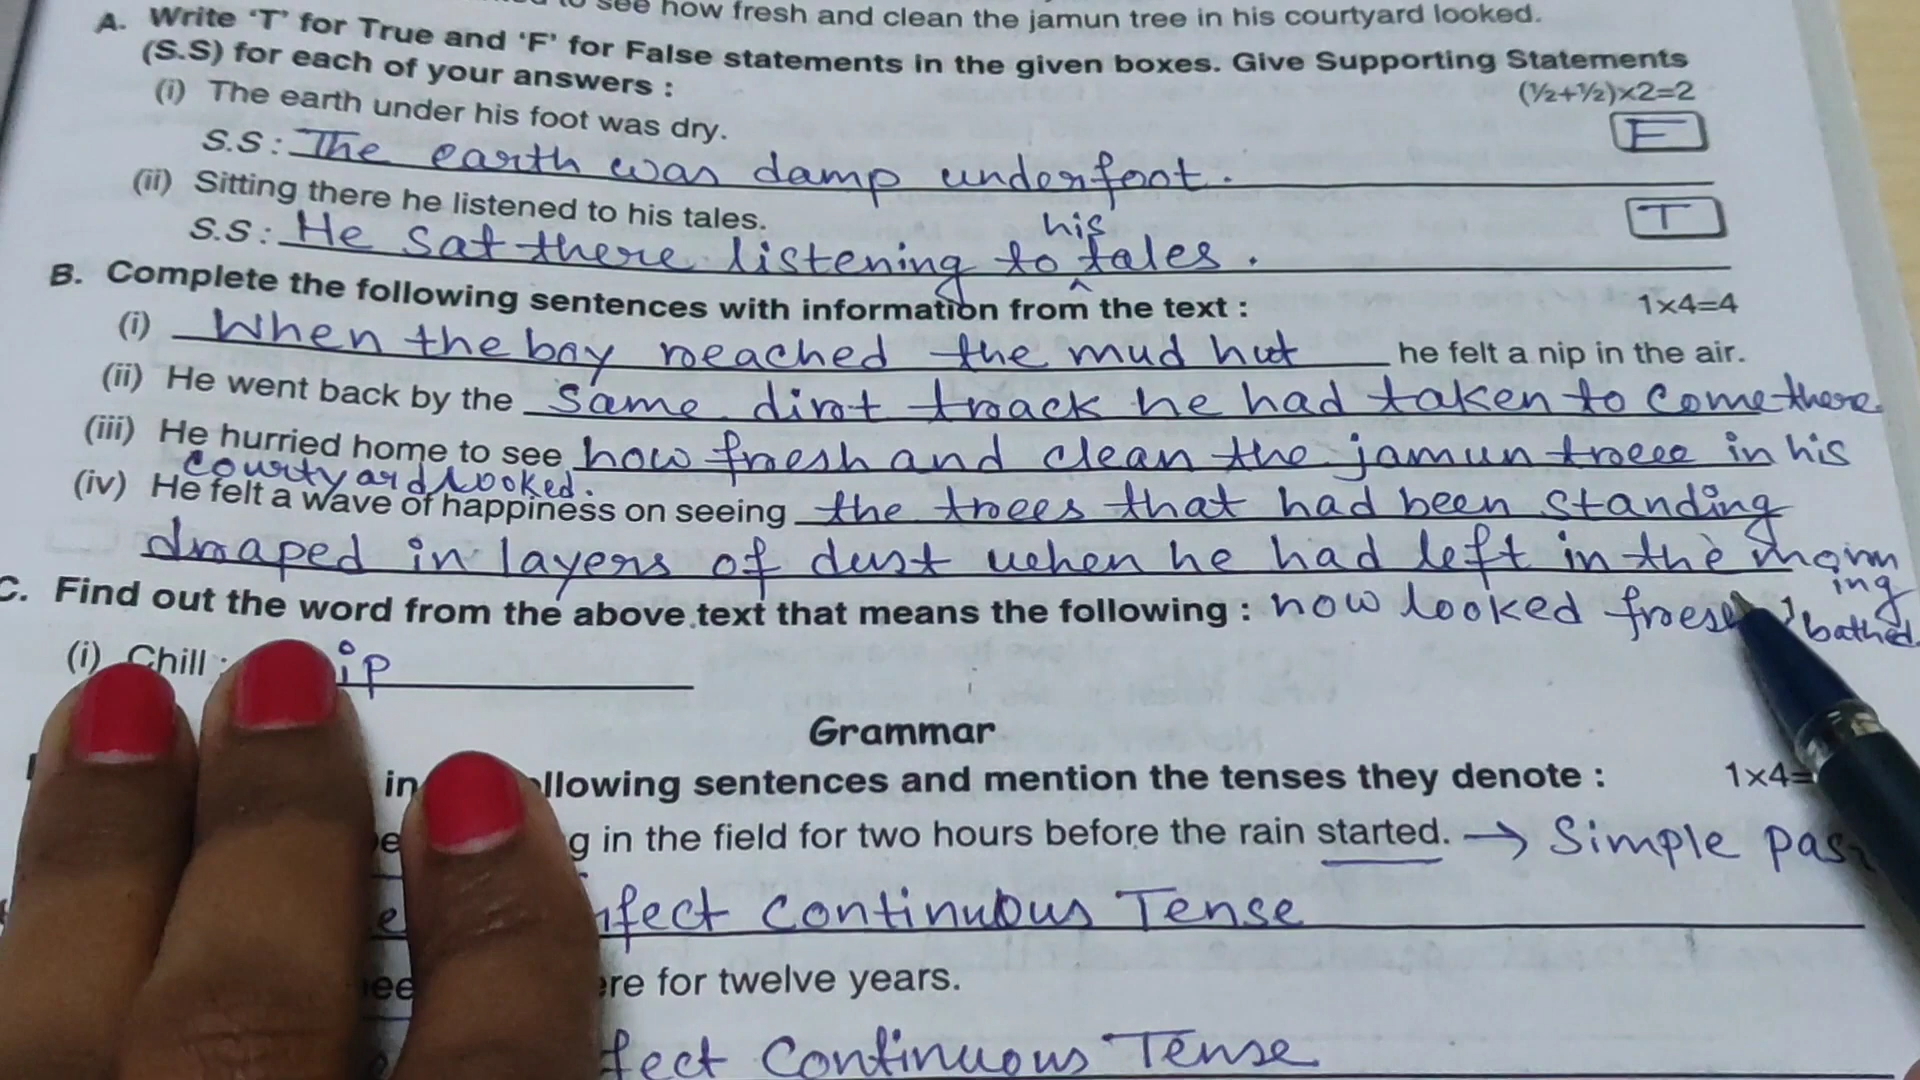 see how fresh and clean the jamun tree in his courtyard looked.
A. Write 'T' for True and 'F' for False statements in the given boxes. Give Supporting Statements
(S.S) for each of your answers :
(½+½)×2=2
(i) The earth under his foot was dry.
F
S.S : The earth was damp underfoot.
(ii) Sitting there he listened to his tales.
T
his
S.S : He sat there listening to ^ tales.
B. Complete the following sentences with information from the text :
1×4=4
(i) When the boy reached the mud hut he felt a nip in the air.
(ii) He went back by the same dirt track he had taken to come there.
(iii) He hurried home to see how fresh and clean the jamun treee in his
courtyard looked.
(iv) He felt a wave of happiness on seeing the trees that had been standing
draped in layers of dust when he had left in the morn
ing
C. Find out the word from the above text that means the following : now looked
bathed
(i) Chill : ip
Grammar
in llowing sentences and mention the tenses they denote :
1×4=
g in the field for two hours before the rain started. → Simple pas
fect Continuous Tense
re for twelve years.
fect Continuous Tense